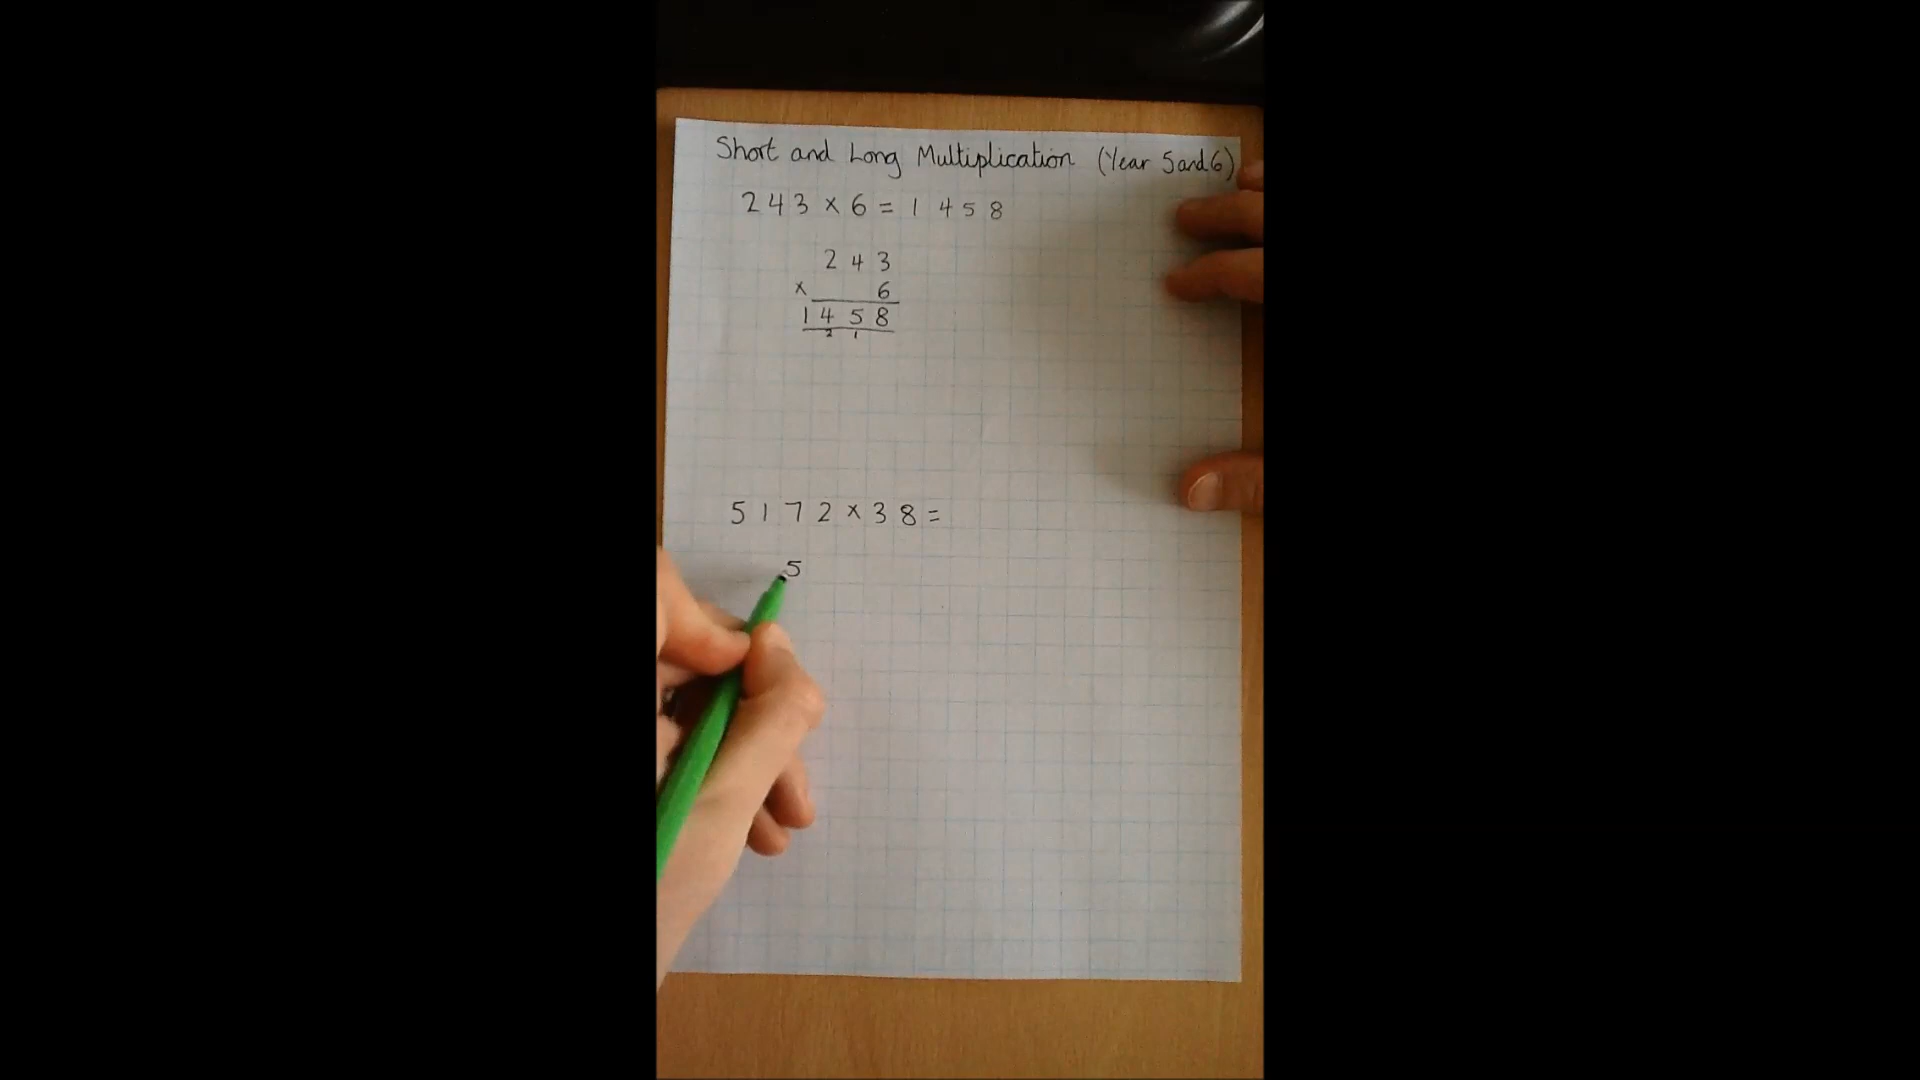 Short and Long Multiplication (Year 5 and 6)
2 4 3 × 6 = 1 4 5 8
2 4 3
× 6
1 4 5 8
2 1
5 1 7 2 × 3 8 =
5